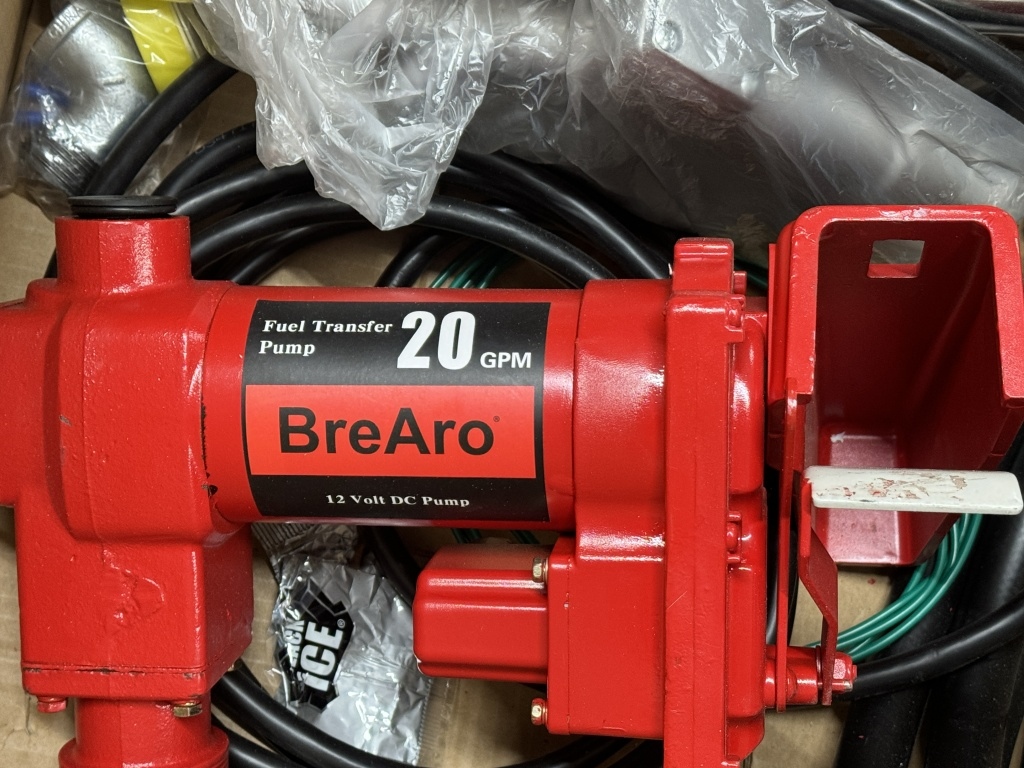 Fuel Transfer
Pump
20 GPM
BreAro®
12 Volt DC Pump
iCE®